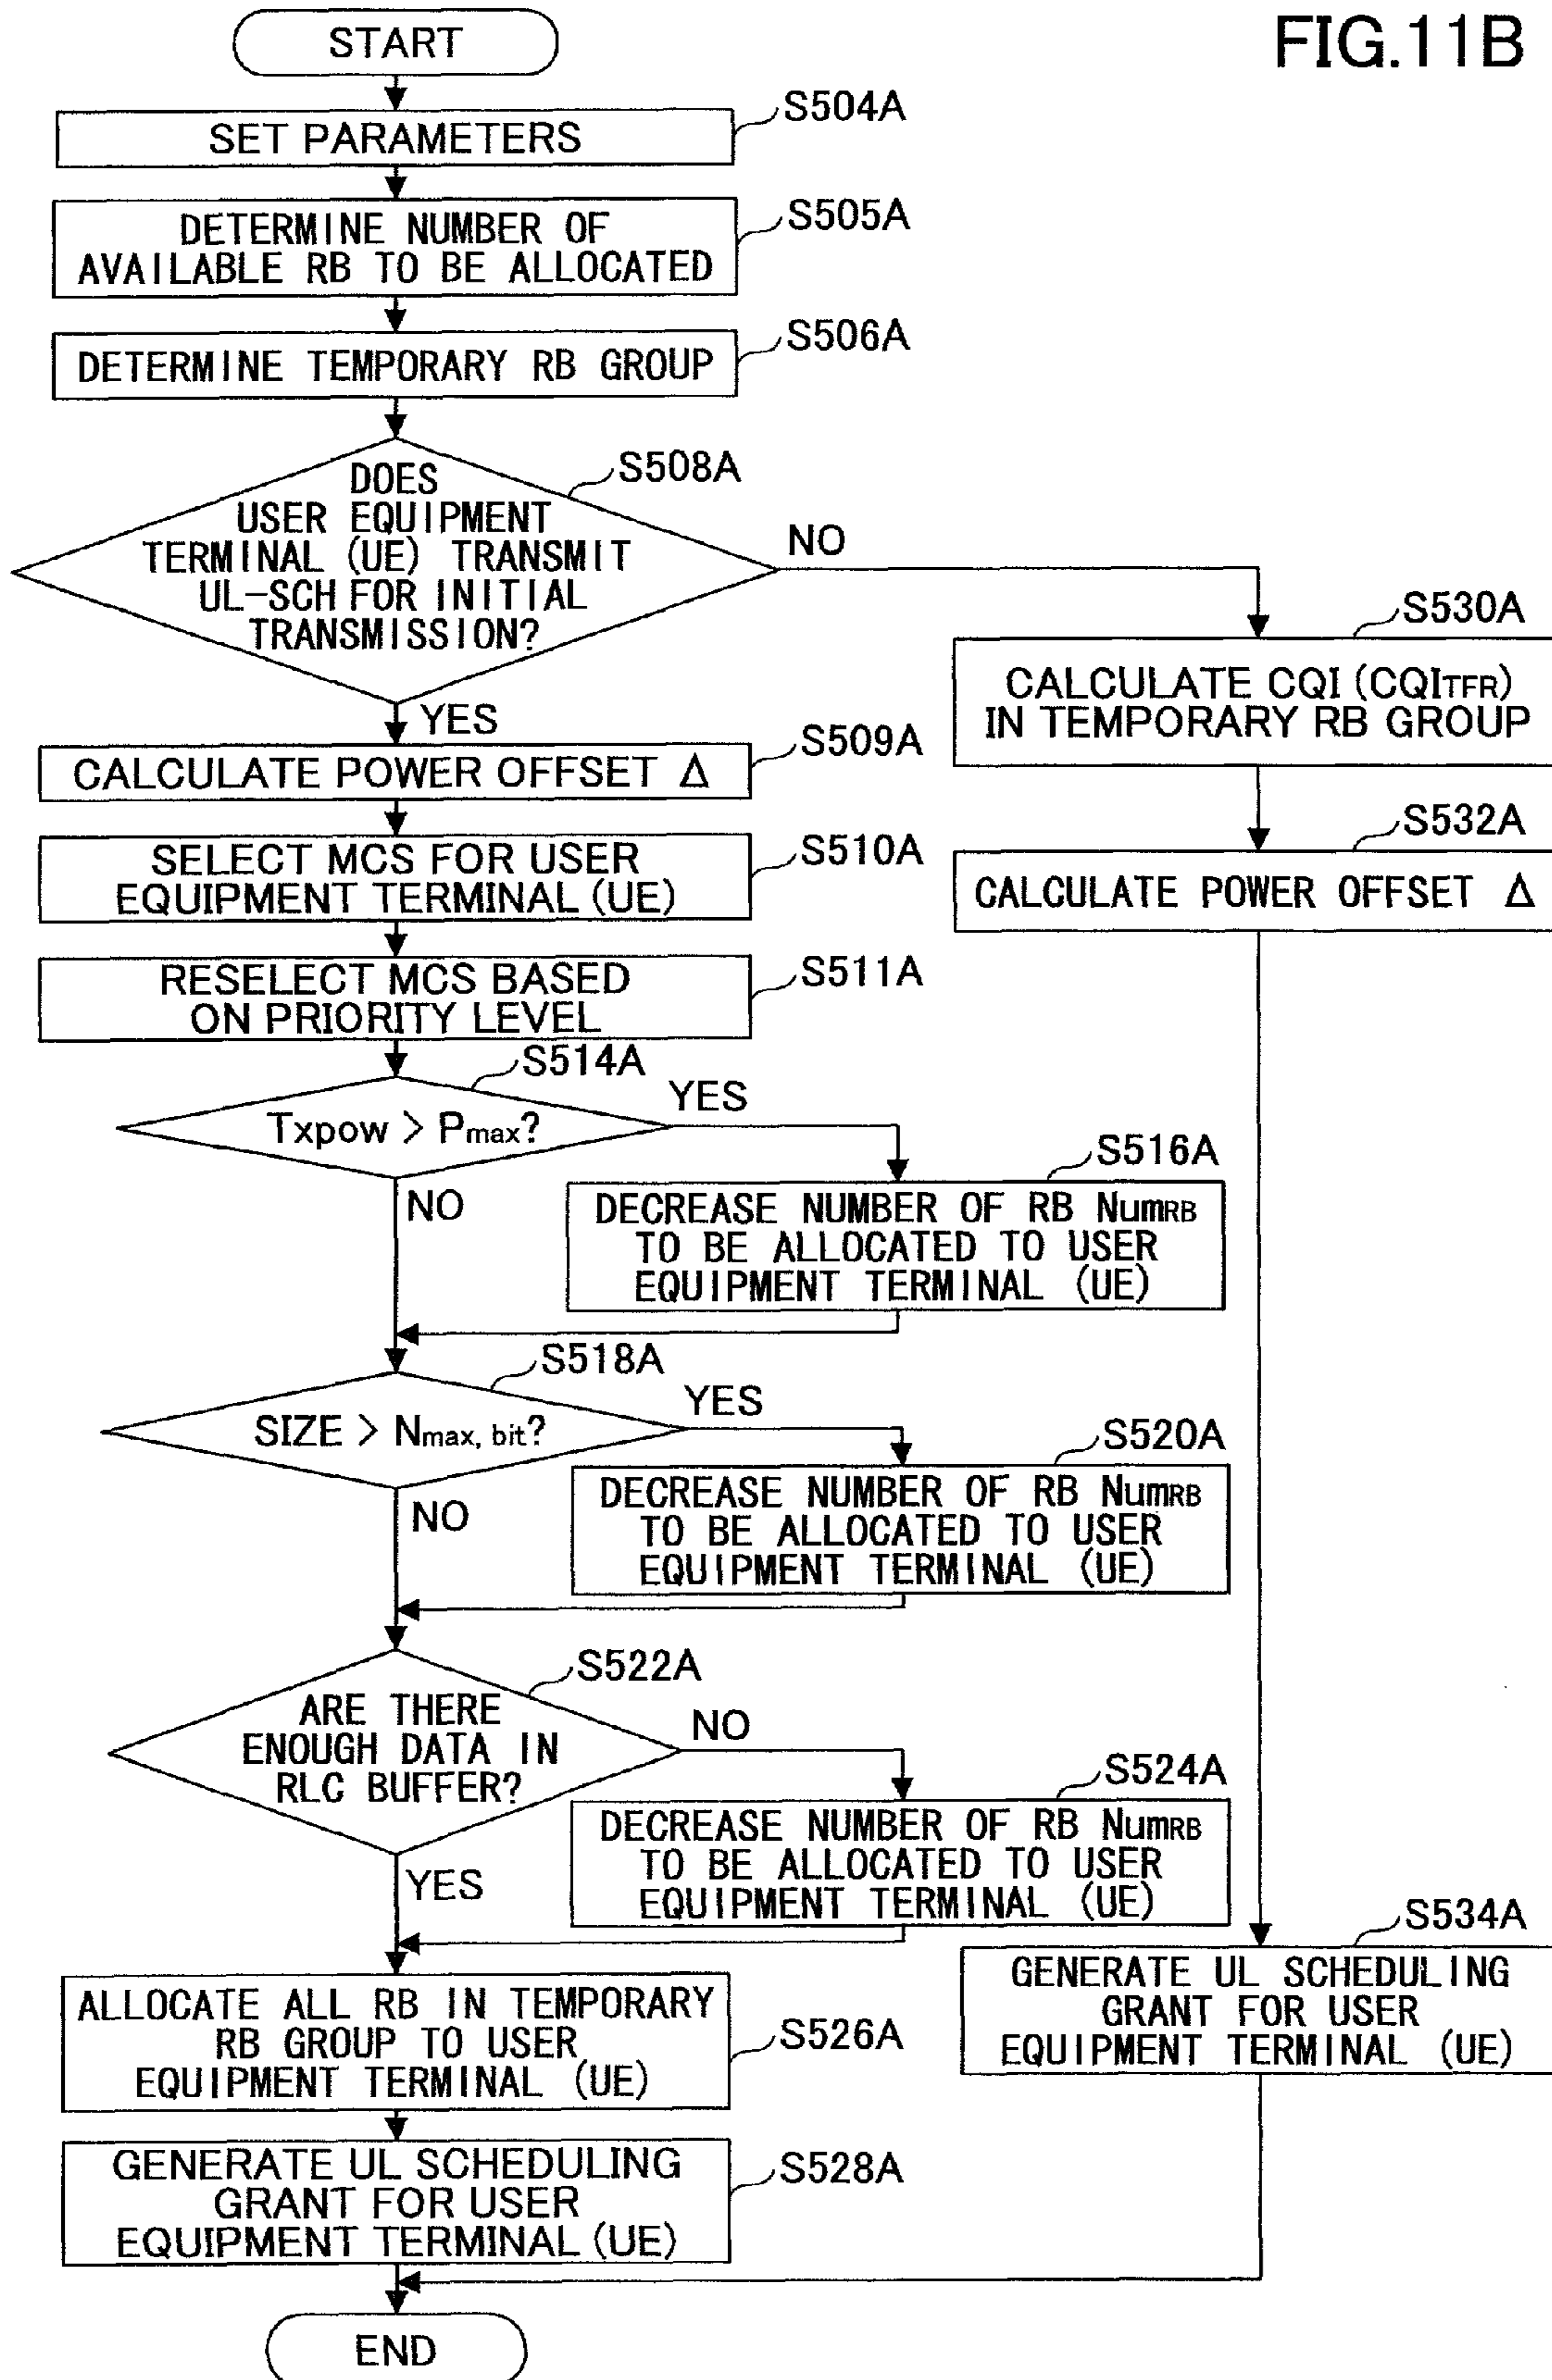 FIG.11B
START
S504A
SET PARAMETERS
S505A
DETERMINE NUMBER OF
AVAILABLE RB TO BE ALLOCATED
S506A
DETERMINE TEMPORARY RB GROUP
S508A
DOES
USER EQUIPMENT
TERMINAL (UE) TRANSMIT
UL-SCH FOR INITIAL
TRANSMISSION?
NO
YES
S530A
CALCULATE CQI (CQITFR)
IN TEMPORARY RB GROUP
S509A
CALCULATE POWER OFFSET Δ
S532A
CALCULATE POWER OFFSET Δ
S510A
SELECT MCS FOR USER
EQUIPMENT TERMINAL (UE)
S511A
RESELECT MCS BASED
ON PRIORITY LEVEL
S514A
Txpow > Pmax?
YES
NO
S516A
DECREASE NUMBER OF RB NumRB
TO BE ALLOCATED TO USER
EQUIPMENT TERMINAL (UE)
S518A
SIZE > Nmax, bit?
YES
NO
S520A
DECREASE NUMBER OF RB NumRB
TO BE ALLOCATED TO USER
EQUIPMENT TERMINAL (UE)
S522A
ARE THERE
ENOUGH DATA IN
RLC BUFFER?
NO
YES
S524A
DECREASE NUMBER OF RB NumRB
TO BE ALLOCATED TO USER
EQUIPMENT TERMINAL (UE)
S526A
ALLOCATE ALL RB IN TEMPORARY
RB GROUP TO USER
EQUIPMENT TERMINAL (UE)
S534A
GENERATE UL SCHEDULING
GRANT FOR USER
EQUIPMENT TERMINAL (UE)
S528A
GENERATE UL SCHEDULING
GRANT FOR USER
EQUIPMENT TERMINAL (UE)
END